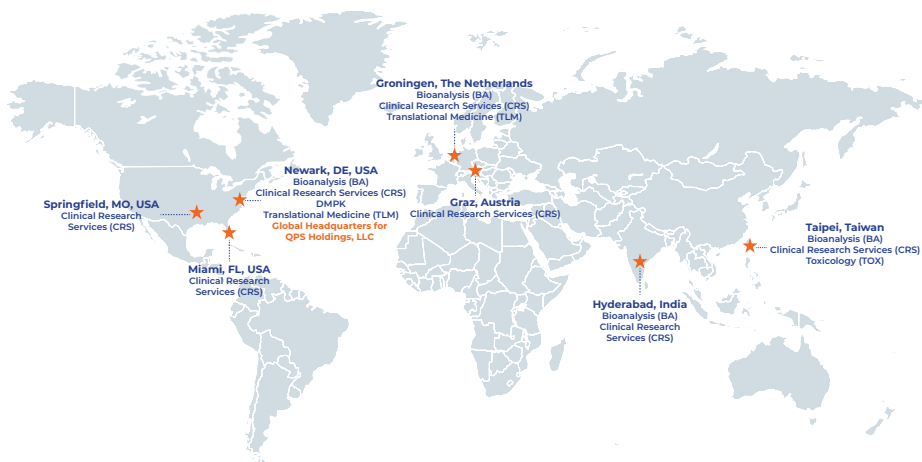 Groningen, The Netherlands
Bioanalysis (BA)
Clinical Research Services (CRS)
Translational Medicine (TLM)
Newark, DE, USA
Bioanalysis (BA)
Clinical Research Services (CRS)
DMPK
Translational Medicine (TLM)
Global Headquarters for
QPS Holdings, LLC
Springfield, MO, USA
Clinical Research
Services (CRS)
Graz, Austria
Clinical Research Services (CRS)
Taipei, Taiwan
Bioanalysis (BA)
Clinical Research Services (CRS)
Toxicology (TOX)
Miami, FL, USA
Clinical Research
Services (CRS)
Hyderabad, India
Bioanalysis (BA)
Clinical Research
Services (CRS)